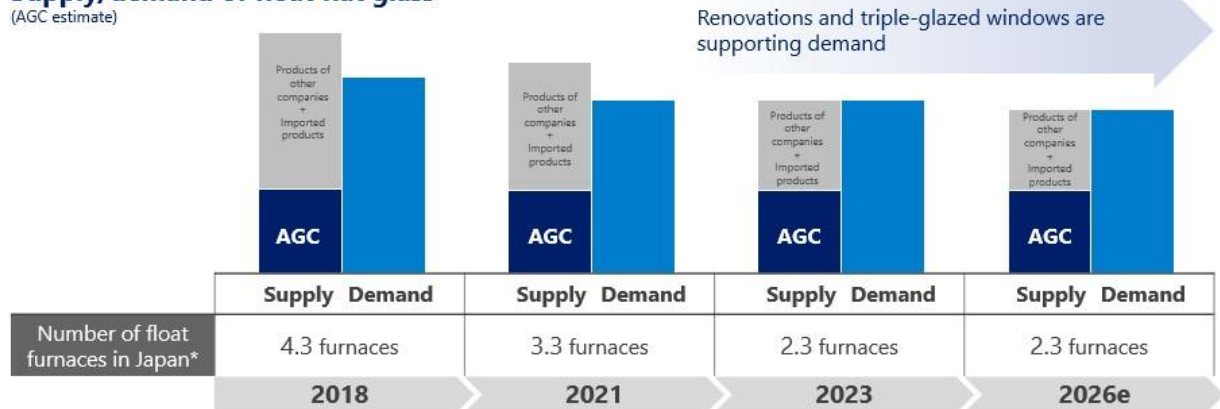 (AGC estimate)
Renovations and triple-glazed windows are
supporting demand
Products of
other
companies
+
Imported
products
AGC
Products of
other
companies
+
Imported
products
AGC
Products of
other
companies
+
Imported
products
AGC
Products of
other
companies
+
Imported
products
AGC
Supply Demand
Supply Demand
Supply Demand
Supply Demand
Number of float
furnaces in Japan*
4.3 furnaces
3.3 furnaces
2.3 furnaces
2.3 furnaces
2018
2021
2023
2026e